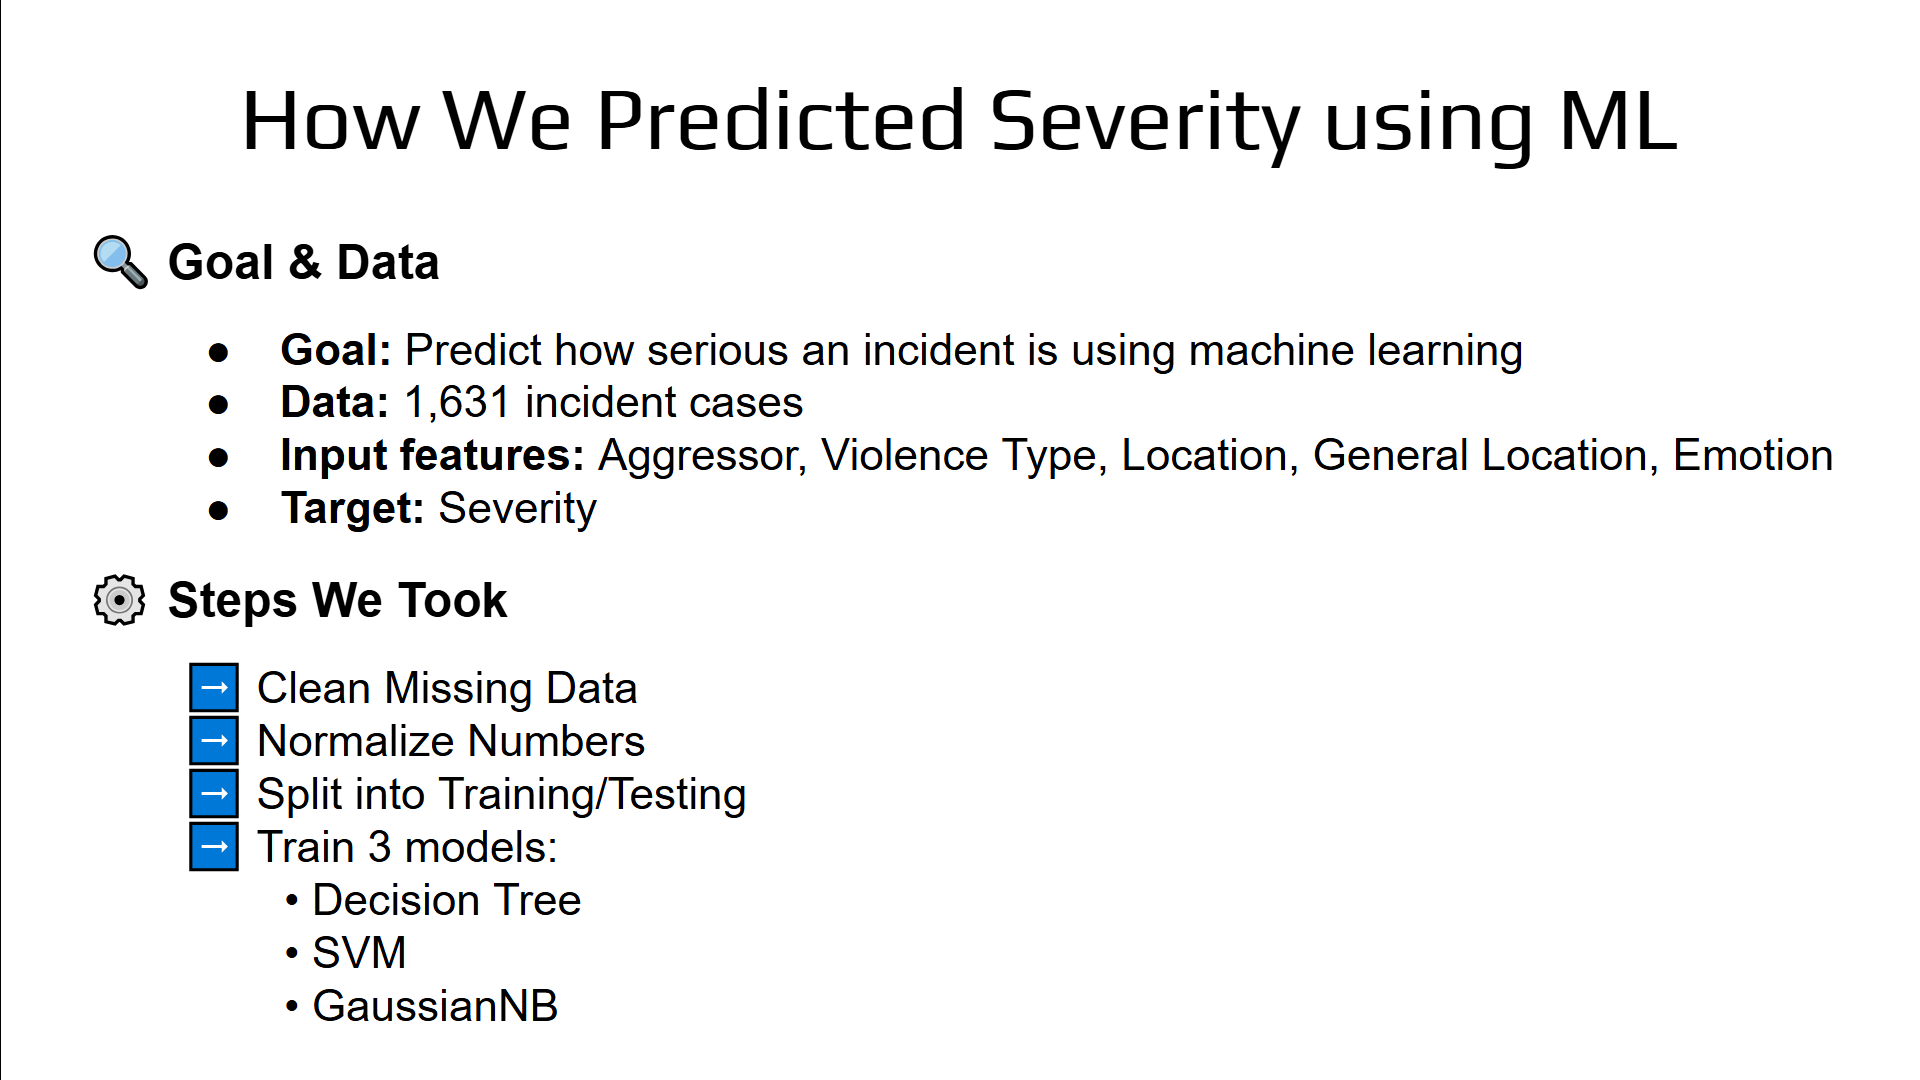 How We Predicted Severity using ML
🔍 Goal & Data
● Goal: Predict how serious an incident is using machine learning
● Data: 1,631 incident cases
● Input features: Aggressor, Violence Type, Location, General Location, Emotion
● Target: Severity
⚙️ Steps We Took
➡ Clean Missing Data
➡ Normalize Numbers
➡ Split into Training/Testing
➡ Train 3 models:
• Decision Tree
• SVM
• GaussianNB